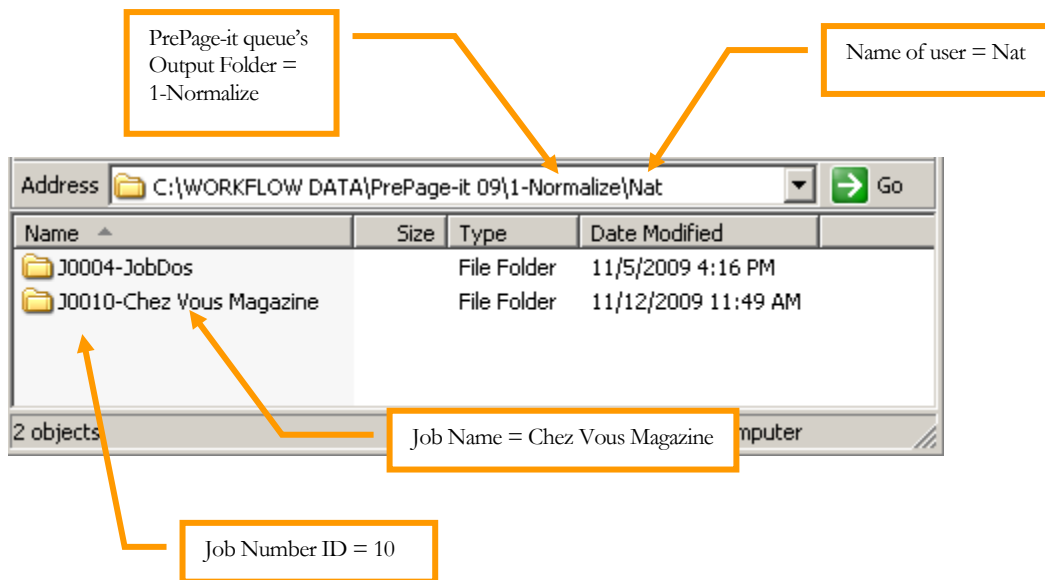 PrePage-it queue's
Output Folder =
1-Normalize
Name of user = Nat
Address C:\WORKFLOW DATA\PrePage-it 09\1-Normalize\Nat Go
Name Size Type Date Modified
J0004-JobDos File Folder 11/5/2009 4:16 PM
J0010-Chez Vous Magazine File Folder 11/12/2009 11:49 AM
2 objects
Job Name = Chez Vous Magazine
Job Number ID = 10